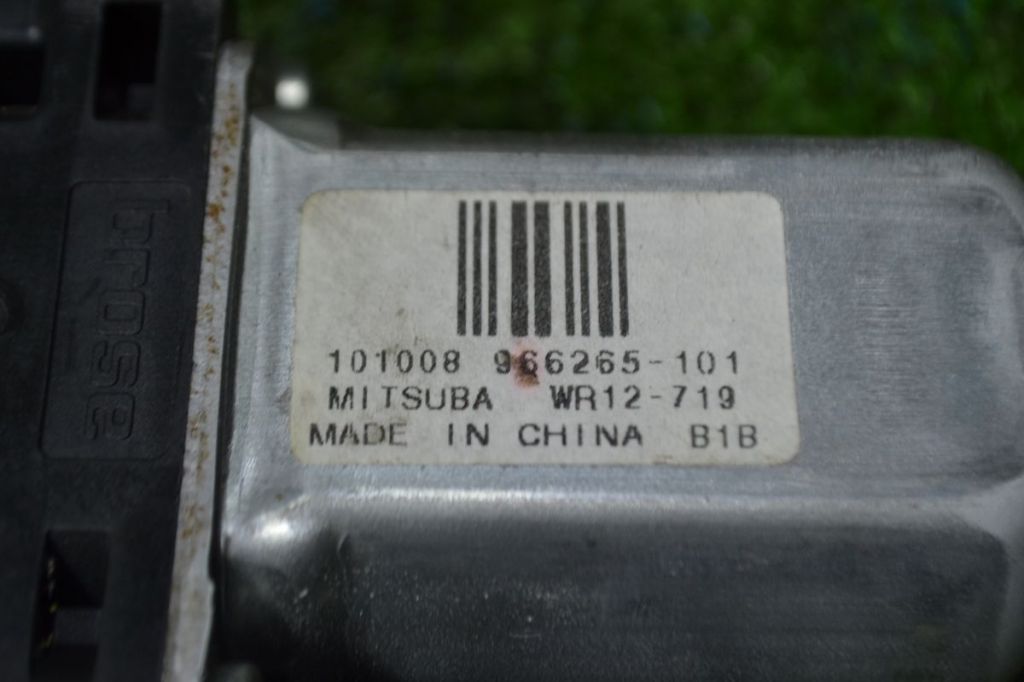 brose
101008 966265-101
MITSUBA WR12-719
MADE IN CHINA B1B